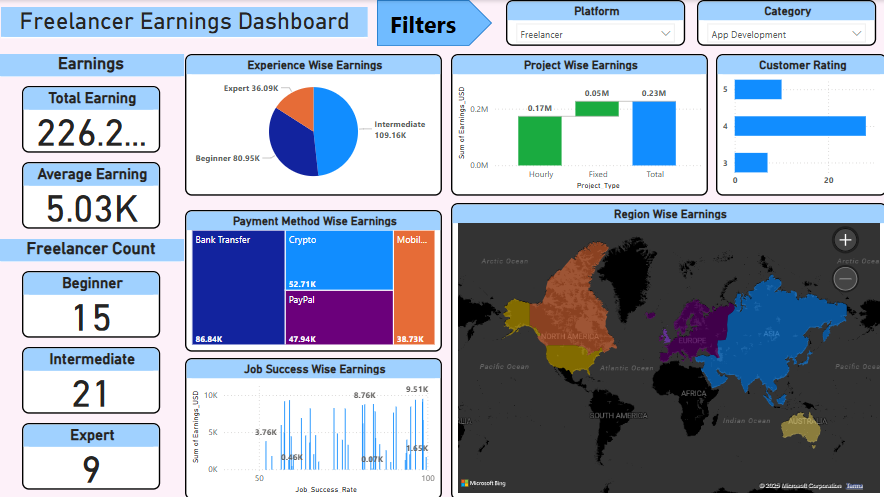 Freelancer Earnings Dashboard
Filters
Platform
Freelancer
Category
App Development
Earnings
Total Earning
226.2...
Average Earning
5.03K
Freelancer Count
Beginner
15
Intermediate
21
Expert
9
Experience Wise Earnings
Expert 36.09K
Intermediate
109.16K
Beginner 80.95K
Project Wise Earnings
Sum of Earnings_USD
0.2M
0.0M
0.17M
0.05M
0.23M
Hourly
Fixed
Total
Project Type
Customer Rating
5
4
3
0
20
Payment Method Wise Earnings
Bank Transfer
86.84K
Crypto
52.71K
PayPal
47.94K
Mobil...
38.73K
Job Success Wise Earnings
Sum of Earnings_USD
10K
5K
0K
3.76K
0.46K
8.76K
0.07K
9.51K
1.65K
50
100
Job Success Rate
Region Wise Earnings
Arctic Ocean
Arctic Oce
NORTH AMERICA
EUROPE
ASIA
Pacific Ocean
Atlantic Ocean
Pacific Oc
AFRICA
SOUTH AMERICA
Indian Ocean
AUSTRALIA
Microsoft Bing
© 2025 Microsoft Corporation Terms